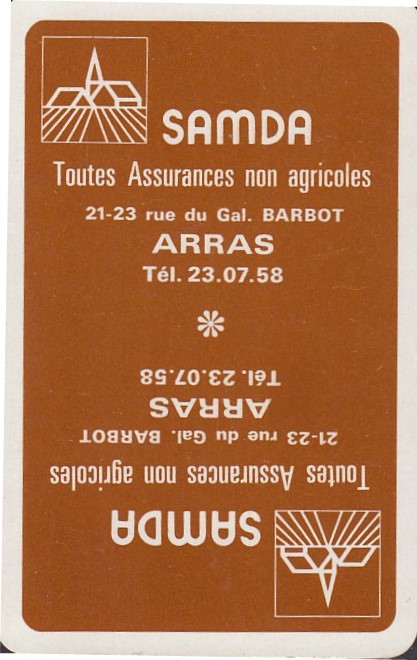 SAMDA
Toutes Assurances non agricoles
21-23 rue du Gal. BARBOT
ARRAS
Tél. 23.07.58
Tél. 23.07.58
ARRAS
21-23 rue du Gal. BARBOT
Toutes Assurances non agricoles
SAMDA